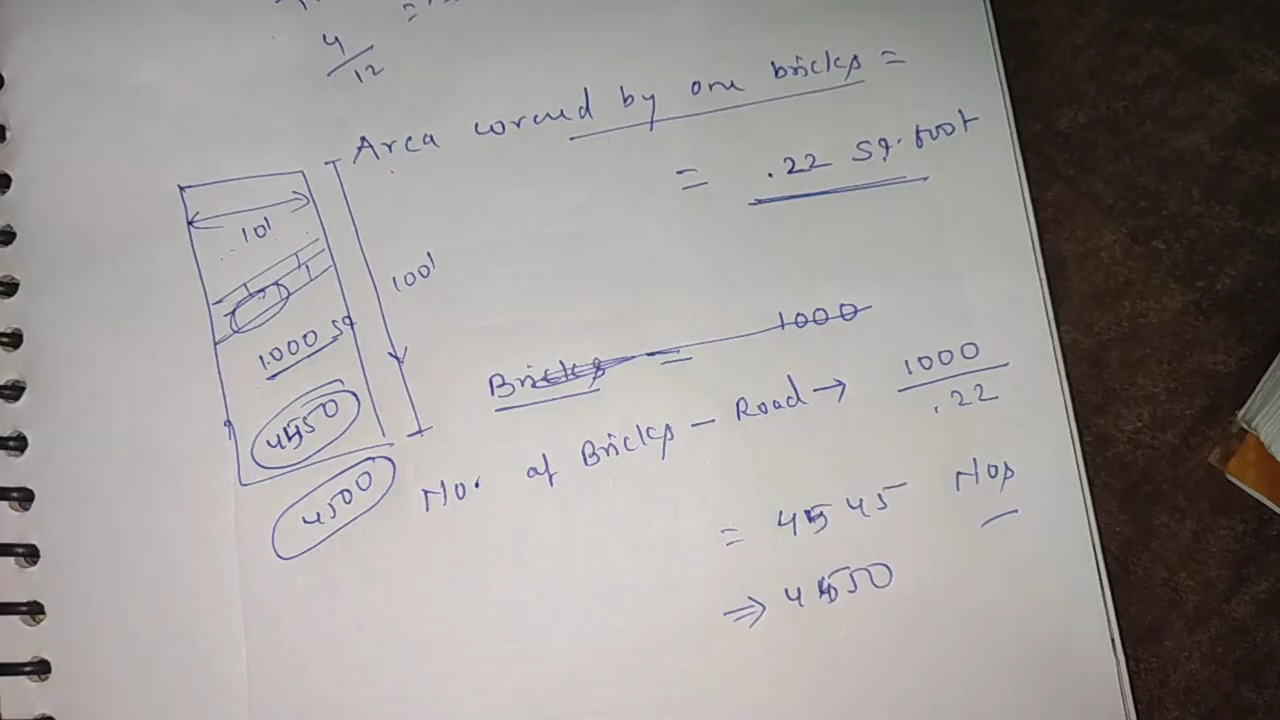 4/12
=
Area covered by one bricks =
= .22 Sq. foot
10'
100'
1000 sq
4550
4500
Bricks = 1000
No. of Bricks - Road → 1000/.22
= 4545 Nos
⇒ 4550